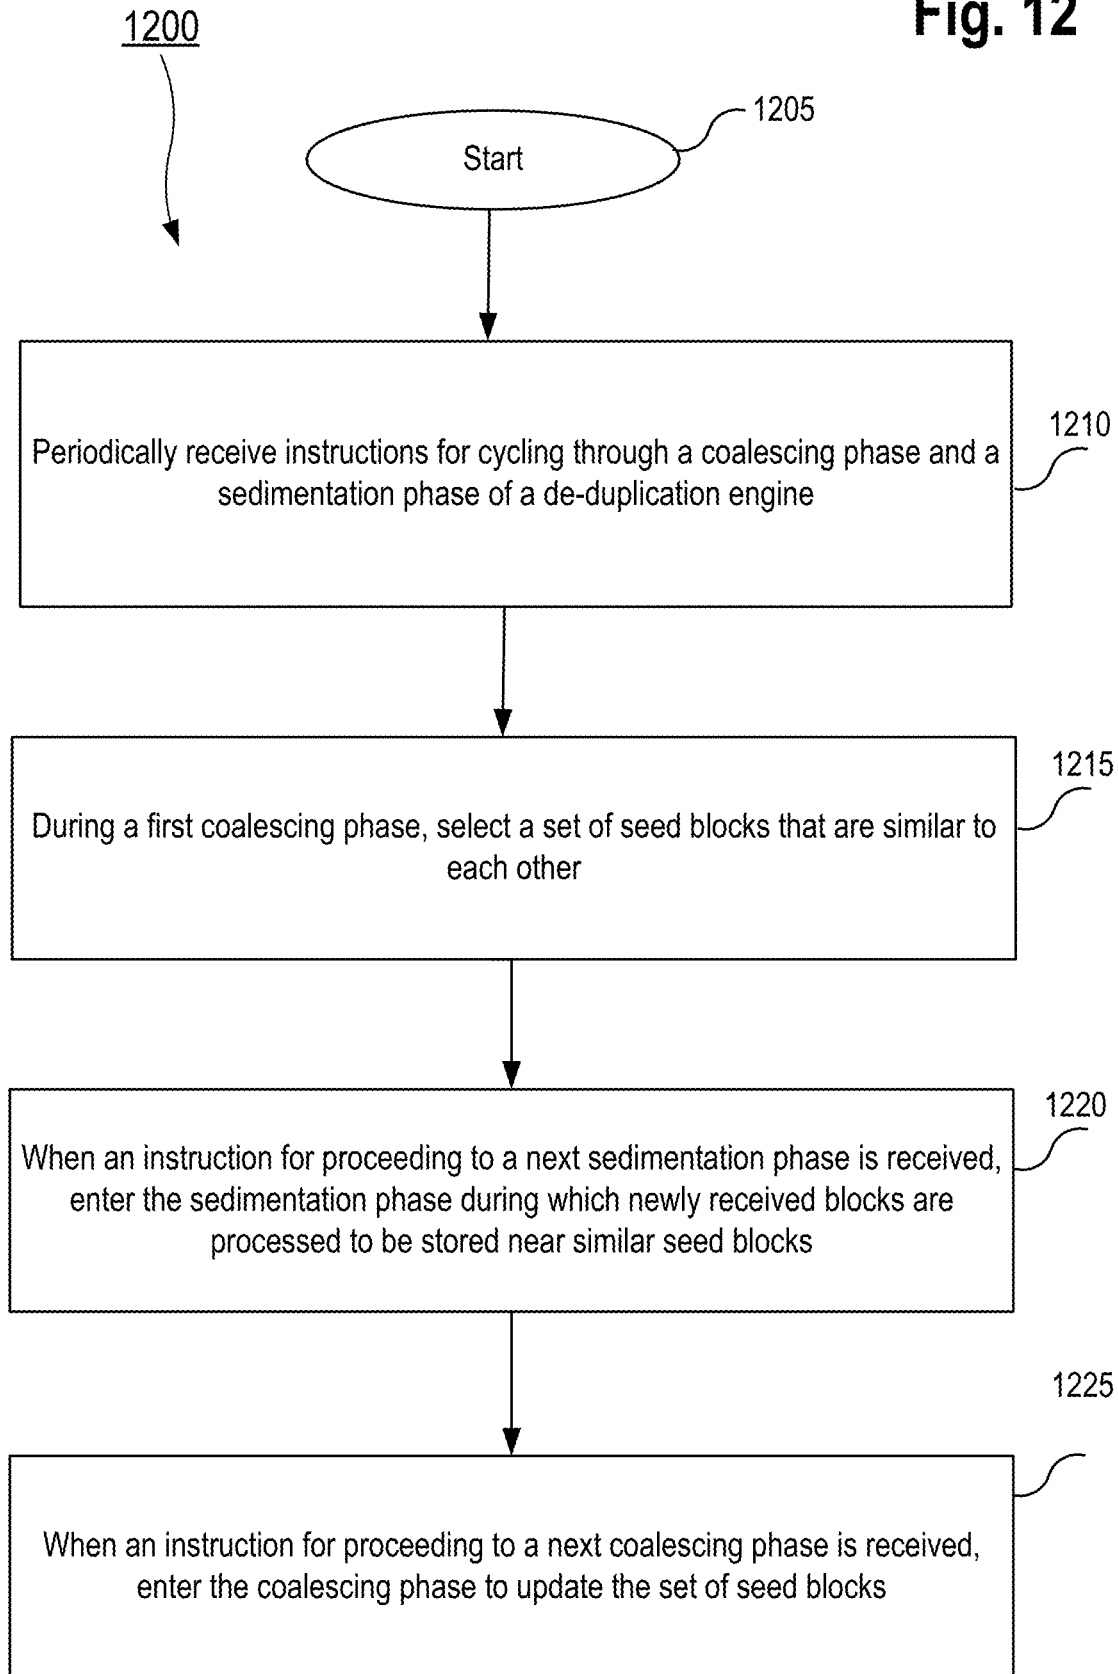 Fig. 12
1200
1205
Start
1210
Periodically receive instructions for cycling through a coalescing phase and a
sedimentation phase of a de-duplication engine
1215
During a first coalescing phase, select a set of seed blocks that are similar to
each other
1220
When an instruction for proceeding to a next sedimentation phase is received,
enter the sedimentation phase during which newly received blocks are
processed to be stored near similar seed blocks
1225
When an instruction for proceeding to a next coalescing phase is received,
enter the coalescing phase to update the set of seed blocks